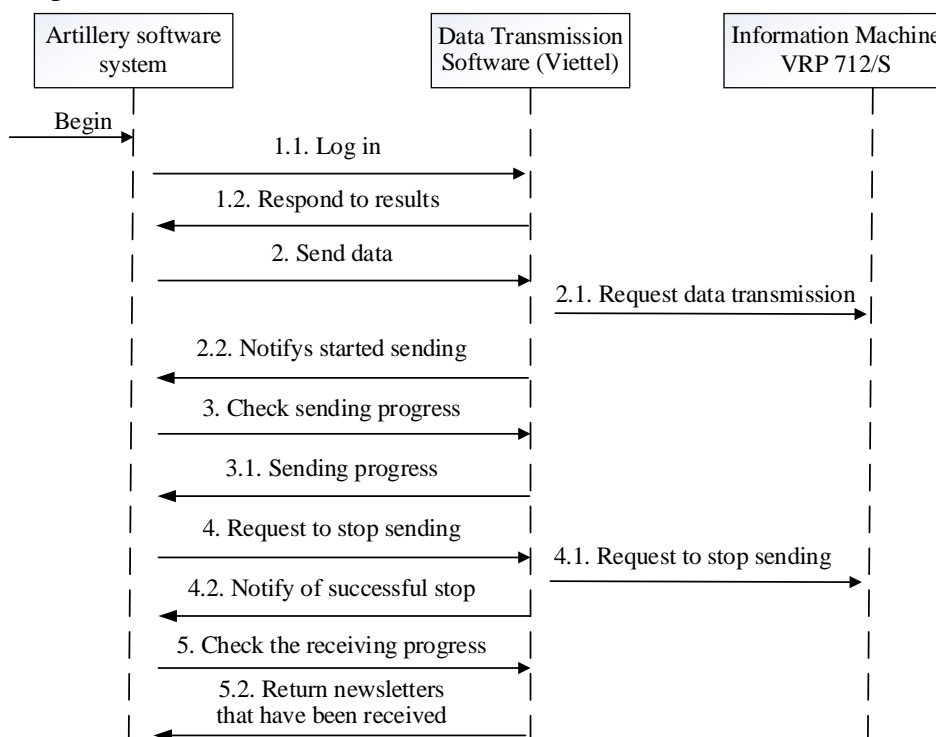 Artillery software
system
Data Transmission
Software (Viettel)
Information Machine
VRP 712/S
Begin
1.1. Log in
1.2. Respond to results
2. Send data
2.1. Request data transmission
2.2. Notifys started sending
3. Check sending progress
3.1. Sending progress
4. Request to stop sending
4.1. Request to stop sending
4.2. Notify of successful stop
5. Check the receiving progress
5.2. Return newsletters
that have been received